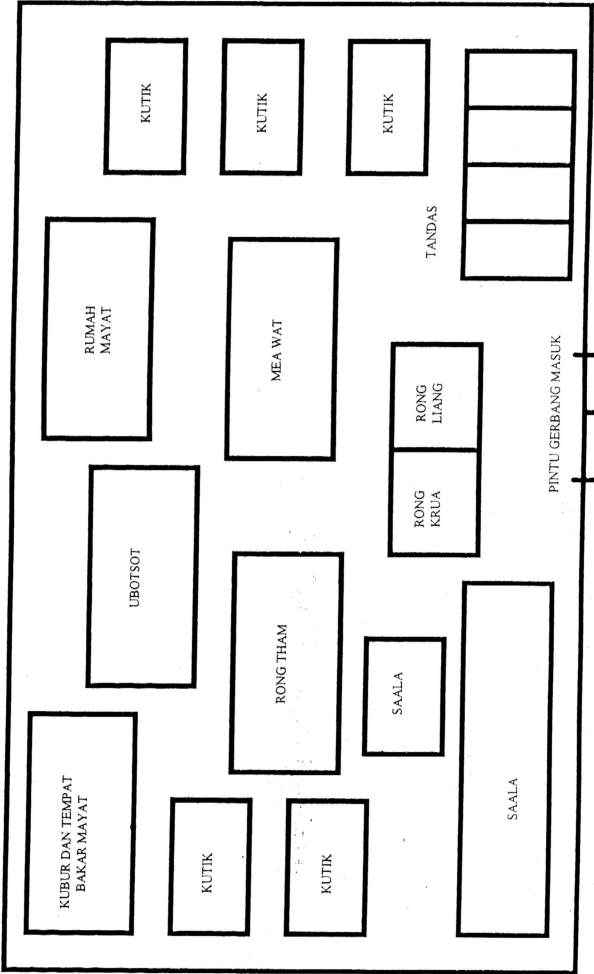 KUBUR DAN TEMPAT
BAKAR MAYAT
UBOTSOT
RUMAH
MAYAT
KUTIK
KUTIK
RONG THAM
MEA WAT
KUTIK
KUTIK
SAALA
RONG
KRUA
RONG
LIANG
KUTIK
TANDAS
SAALA
PINTU GERBANG MASUK